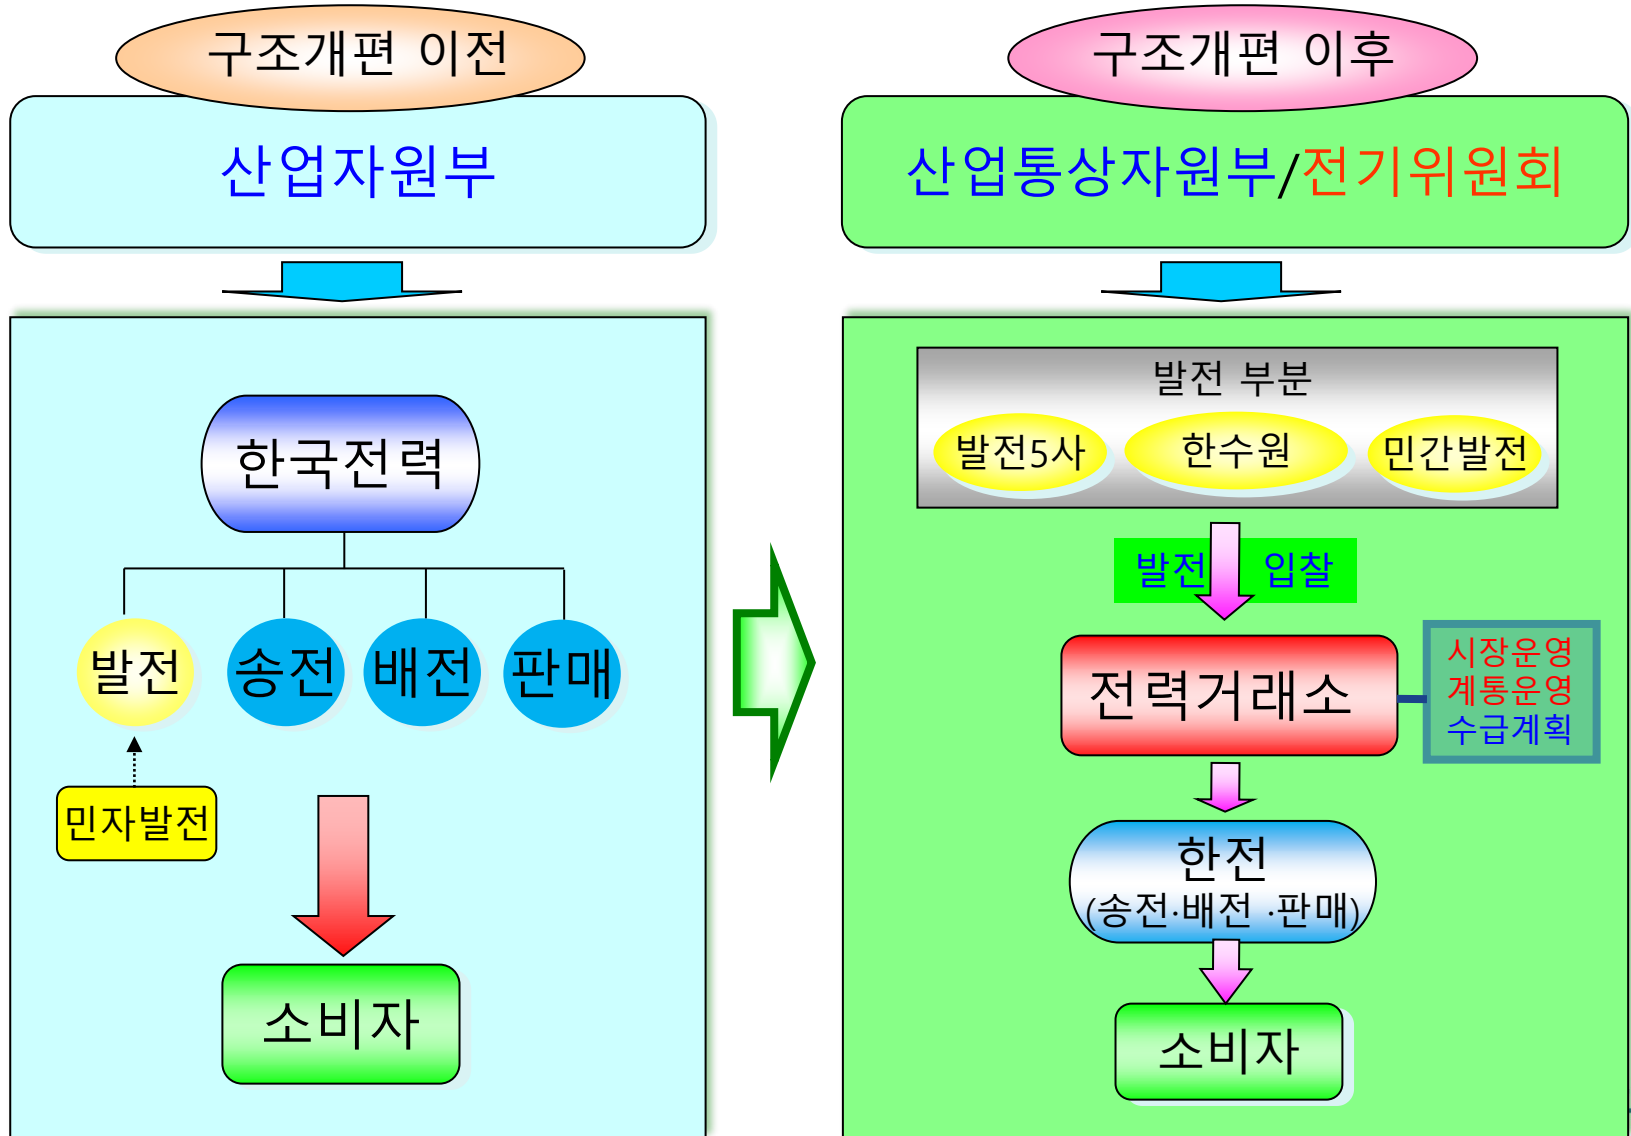 구조개편 이전
산업자원부
한국전력
발전
송전
배전
판매
민자발전
소비자
구조개편 이후
산업통상자원부/전기위원회
발전 부분
발전5사
한수원
민간발전
발전 입찰
전력거래소
시장운영
계통운영
수급계획
한전
(송전·배전 ·판매)
소비자